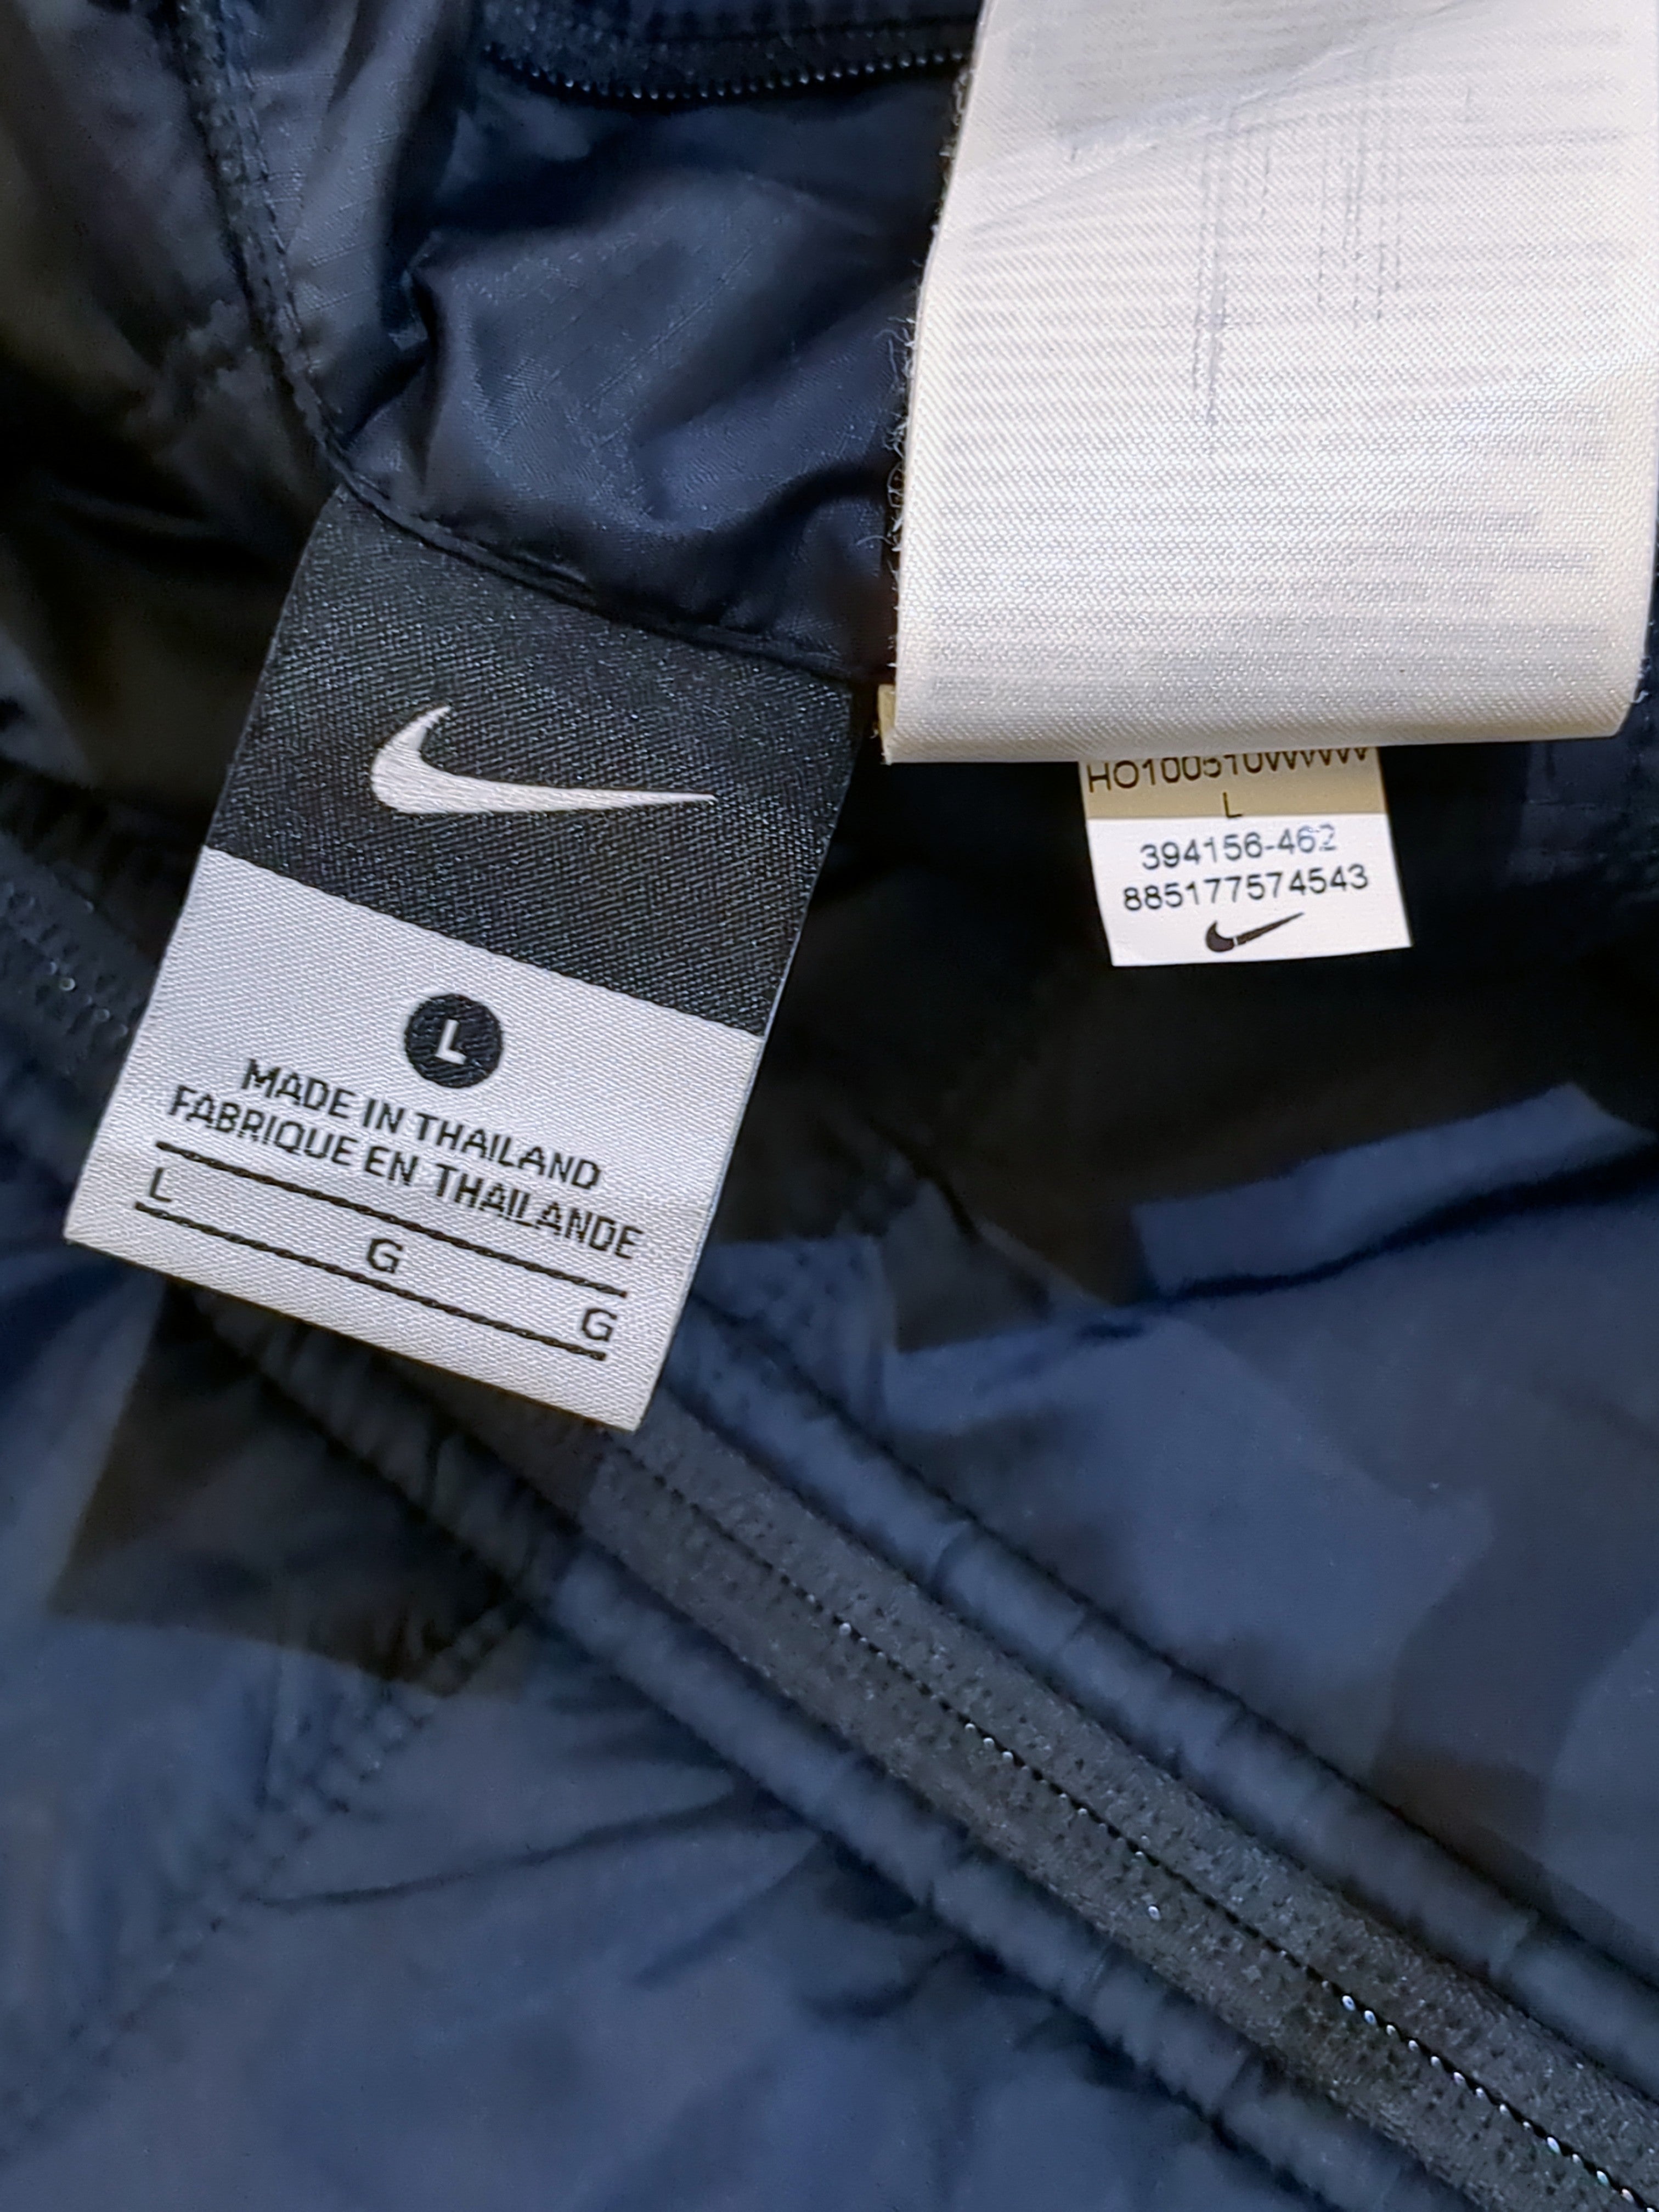 L
MADE IN THAILAND
FABRIQUE EN THAILANDE
L
G
G
L
394156-462
885177574543